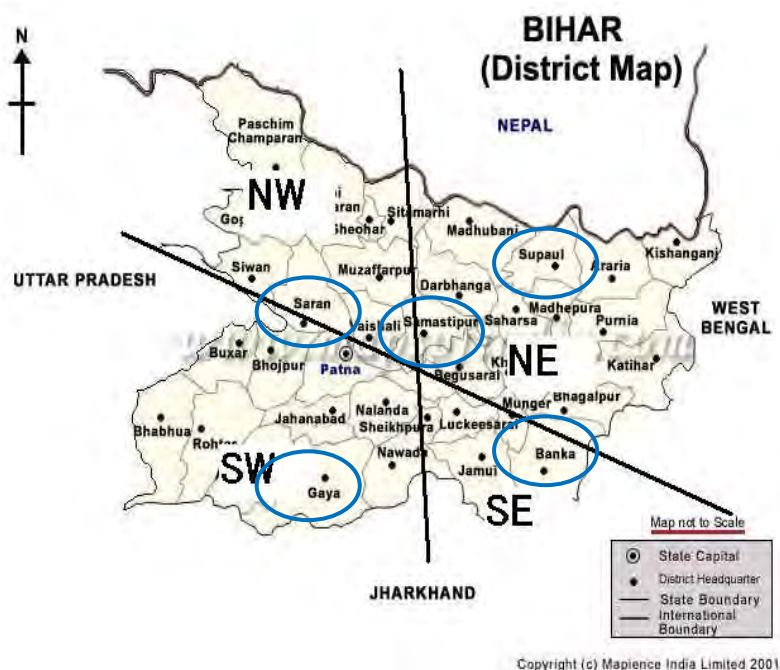 BIHAR
(District Map)
N
NEPAL
Paschim
Champaran
NW
Sheohar
Sitamarhi
Madhubani
Supaul
Araria
Kishanganj
UTTAR PRADESH
Siwan
Muzaffarpur
Darbhanga
Saran
Samastipur
Saharsa
Madhepura
Purnia
WEST
BENGAL
Buxar
Bhojpur
Patna
Begusarai
NE
Katihar
Bhabhua
Jahanabad
Nalanda
Sheikhpura
Luckeesarai
Munger
Bhagalpur
SW
Gaya
Nawada
Jamui
Banka
SE
JHARKHAND
Map not to Scale
State Capital
District Headquarter
State Boundary
International
Boundary
Copyright (c) Mapience India Limited 2001